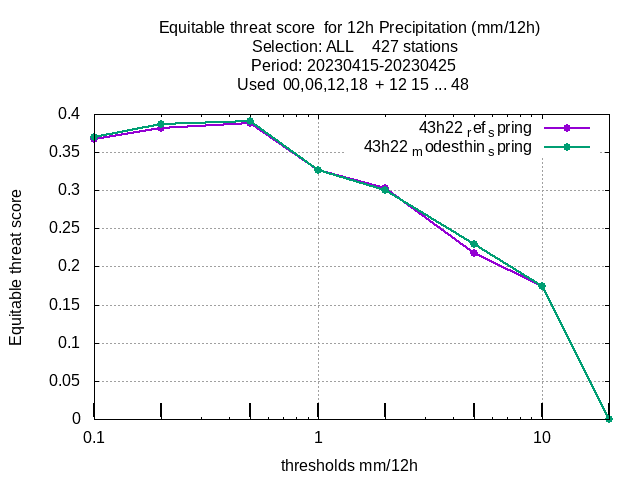 Equitable threat score  for 12h Precipitation (mm/12h)
Selection: ALL    427 stations
Period: 20230415-20230425
Used  00,06,12,18  + 12 15 ... 48
43h22 ref spring
43h22 modesthin spring
0.4
0.35
0.3
0.25
0.2
0.15
0.1
0.05
0
Equitable threat score
0.1 1 10
thresholds mm/12h